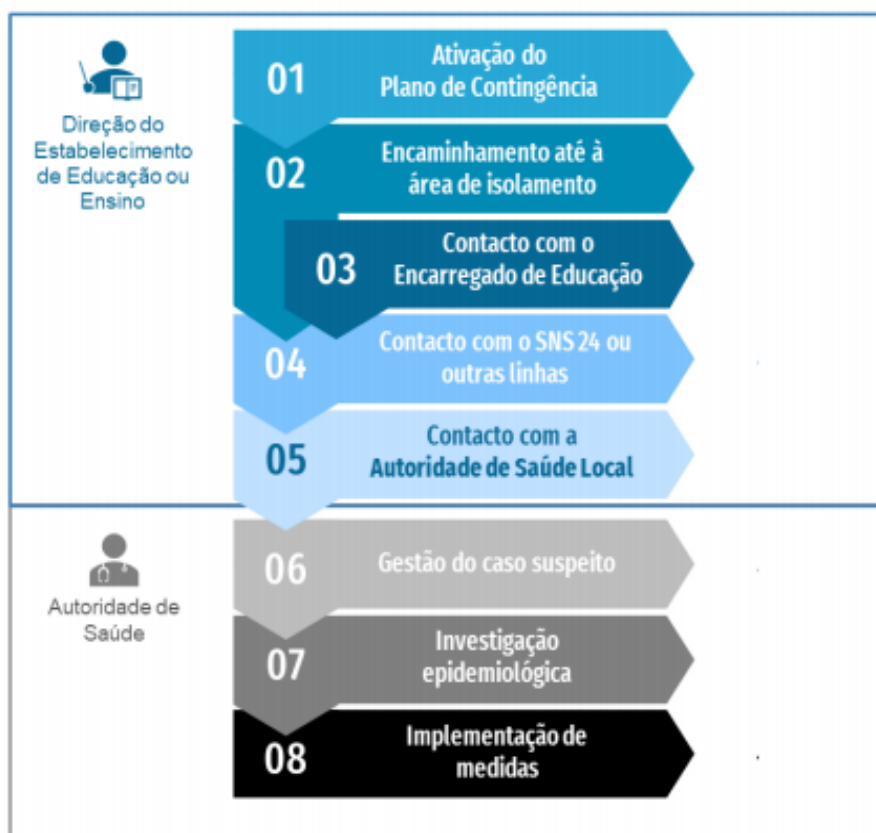 Direção do
Estabelecimento
de Educação ou
Ensino
01
Ativação do
Plano de Contingência
02
Encaminhamento até à
área de isolamento
03
Contacto com o
Encarregado de Educação
04
Contacto com o SNS 24 ou
outras linhas
05
Contacto com a
Autoridade de Saúde Local
Autoridade de
Saúde
06
Gestão do caso suspeito
07
Investigação
epidemiológica
08
Implementação de
medidas